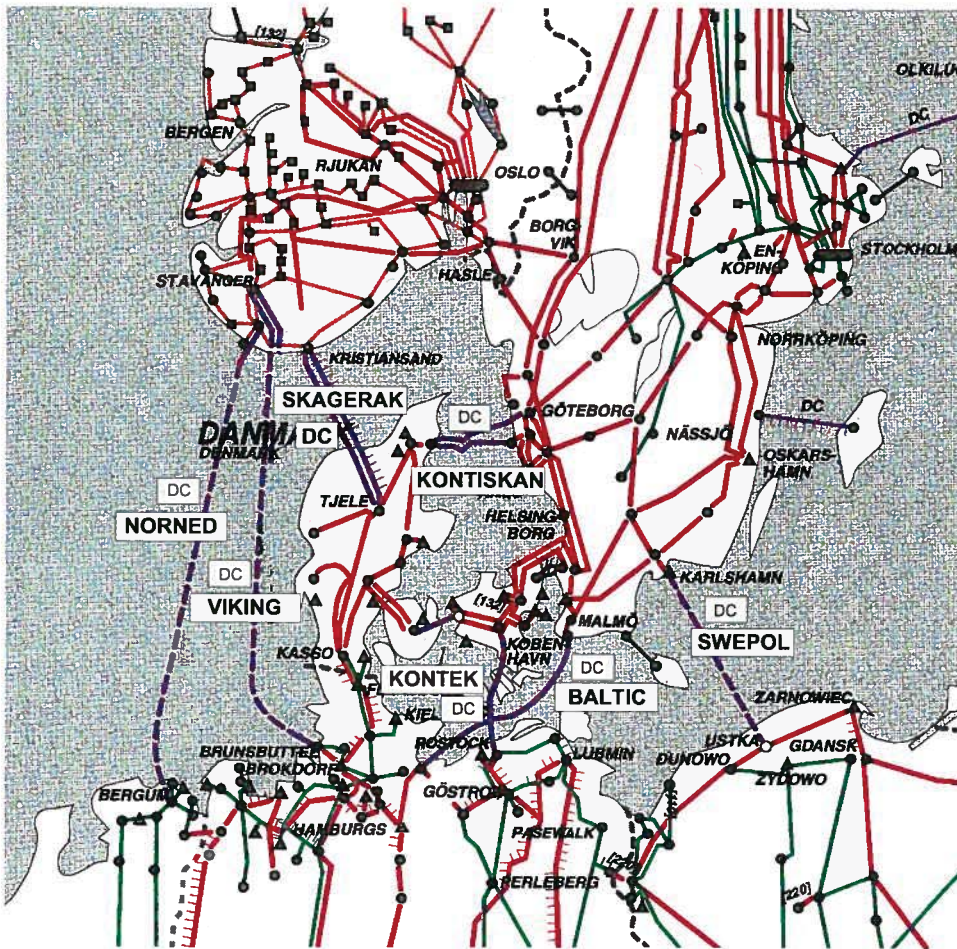 [132]
OLKILU
DC
BERGEN
RJUKAN
OSLO
BORG-
VIK
STOCKHOLM
EN-
KÖPING
HASLE
STAVANGER
NORRKÖPING
KRISTIANSAND
SKAGERAK
DC
GÖTEBORG
DC
DANMA
DENMARK
DC
NÄSSJÖ
OSKARS-
HAMN
KONTISKAN
DC
TJELE
NORNED
HELSING
BORG
DC
KARLSHAMN
VIKING
[132]
MALMÖ
DC
SWEPOL
KASSO
KØBEN-
HAVN
KONTEK
DC
BALTIC
DC
ZARNOWIEC
KIEL
BRUNSBÜTTEL
ROSTOCK
LUBMIN
USTKA
DUNOWO
GDANSK
BROKDORF
ZYDOWO
BERGUM
GÖSTRO
HAMBURGS
PASEWALK
PERLEBERG
[220]